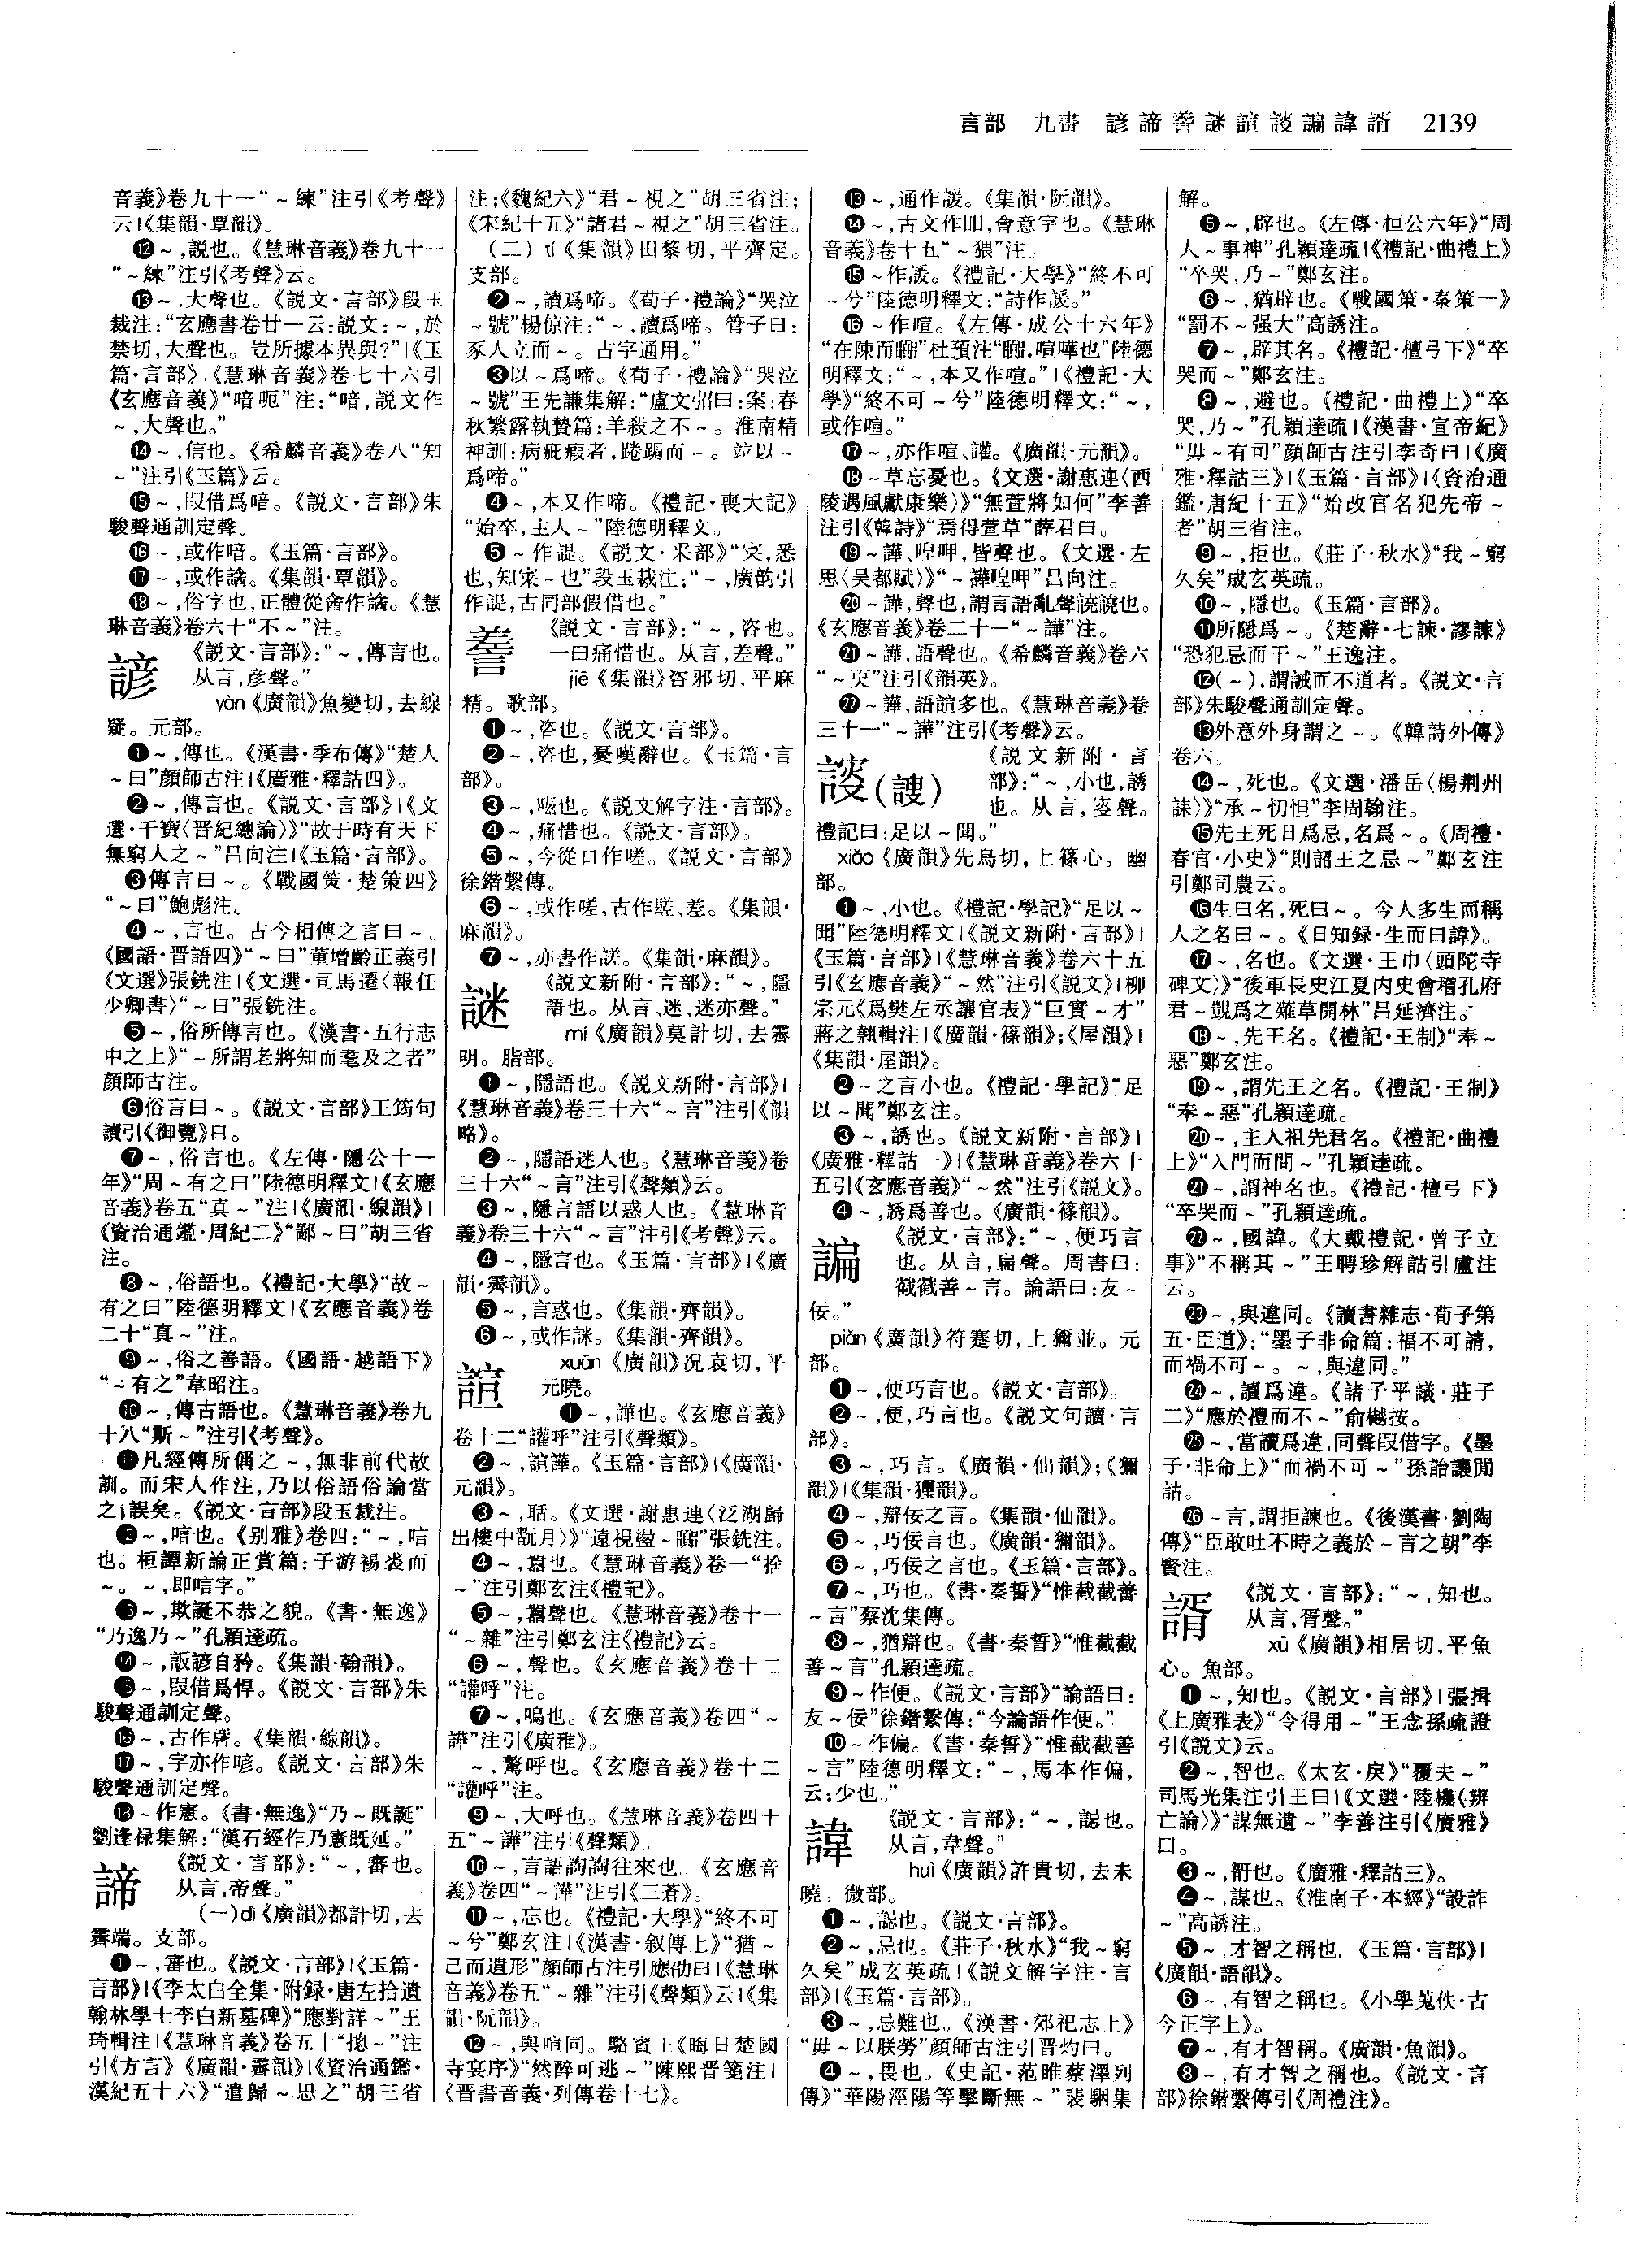 言部　九畫　諺諦謩謎諠謏諞諱諝　2139
音義》卷九十一“～練”注引《考聲》
云|《集韻·覃韻》。
⑫～,説也。《慧琳音義》卷九十一
“～練”注引《考聲》云。
⑬～,大聲也。《説文·言部》段玉
裁注:“玄應書卷廿一云:説文:～,於
禁切,大聲也。豈所據本異與?”|《玉
篇·言部》|《慧琳音義》卷七十六引
《玄應音義》“喑呃”注:“喑,説文作
～,大聲也。”
⑭～,信也。《希麟音義》卷八“知
～”注引《玉篇》云。
⑮～,叚借爲喑。《説文·言部》朱
駿聲通訓定聲。
⑯～,或作喑。《玉篇·言部》。
⑰～,或作諭。《集韻·覃韻》。
⑱～,俗字也,正體從酓作。《慧
琳音義》卷六十“不～”注。
諺　《説文·言部》:“～,傳言也。
从言,彦聲。”
yàn《廣韻》魚變切,去線
疑。元部。
❶～,傳也。《漢書·季布傳》“楚人
～曰”顔師古注|《廣雅·釋詁四》。
❷～,傳言也。《説文·言部》|《文
選·干寶〈晋紀總論〉》“故于時有天下
無窮人之～”吕向注|《玉篇·言部》。
❸傳言曰～。《戰國策·楚策四》
“～曰”鮑彪注。
❹～,言也。古今相傳之言曰～。
《國語·晋語四》“～曰”董增齡正義引
《文選》張銑注|《文選·司馬遷〈報任
少卿書〉“～曰”張銑注。
❺～,俗所傳言也。《漢書·五行志
中之上》“～所謂老將知而耄及之者”
顔師古注。
❻俗言曰～。《説文·言部》王筠句
讀引《御覽》曰。
❼～,俗言也。《左傳·隱公十一
年》“周～有之曰”陸德明釋文|《玄應
音義》卷五“真～”注|《廣韻·線韻》|
《資治通鑑·周紀二》“鄙～曰”胡三省
注。
❽～,俗語也。《禮記·大學》“故～
有之曰”陸德明釋文|《玄應音義》卷
二十“真～”注。
❾～,俗之善語。《國語·越語下》
“～有之”韋昭注。
❿～,傳古語也。《慧琳音義》卷九
十八“斯～”注引《考聲》。
⓫凡經傳所偁之～,無非前代故
訓。而宋人作注,乃以俗語俗論當
之,誤矣。《説文·言部》段玉裁注。
⓬～,唁也。《别雅》卷四:“～,唁
也。桓譚新論正賞篇:子游裼裘而
～。～,即唁字。”
⓭～,欺誕不恭之貌。《書·無逸》
“乃逸乃～”孔穎達疏。
⓮～,諏諺自矜。《集韻·翰韻》。
⓯～,叚借爲悍。《説文·言部》朱
駿聲通訓定聲。
⓰～,古作𠵢。《集韻·線韻》。
⓱～,字亦作喭。《説文·言部》朱
駿聲通訓定聲。
⓲～作憲。《書·無逸》“乃～既誕”
劉逢禄集解:“漢石經作乃憲既延。”
諦　《説文·言部》:“～,審也。
从言,帝聲。”
(一)dì《廣韻》都計切,去
霽端。支部。
❶～,審也。《説文·言部》|《玉篇·
言部》|《李太白全集·附録·唐左拾遺
翰林學士李白新墓碑》“應對詳～”王
琦輯注|《慧琳音義》卷五十“摠～”注
引《方言》|《廣韻·霽韻》|《資治通鑑·
漢紀五十六》“遣歸～思之”胡三省
注;《魏紀六》“君～視之”胡三省注;
《宋紀十五》“諸君～視之”胡三省注。
(二)tí《集韻》田黎切,平齊定。
支部。
❷～,讀爲啼。《荀子·禮論》“哭泣
～號”楊倞注:“～,讀爲啼。管子曰:
豕人立而～。古字通用。”
❸以～爲啼。《荀子·禮論》“哭泣
～號”王先謙集解:“盧文弨曰:案:春
秋繁露執贄篇:羊殺之不～。淮南精
神訓:病疵瘕者,踡跼而～。竝以～
爲啼。”
❹～,本又作啼。《禮記·喪大記》
“始卒,主人～”陸德明釋文。
❺～作諟。《説文·釆部》“宷,悉
也,知宷～也”段玉裁注:“～,廣韵引
作諟,古同部假借也。”
謩　《説文·言部》:“～,咨也。
一曰痛惜也。从言,差聲。”
jiē《集韻》咨邪切,平麻
精。歌部。
❶～,咨也。《説文·言部》。
❷～,咨也,憂嘆辭也。《玉篇·言
部》。
❸～,嗞也。《説文解字注·言部》。
❹～,痛惜也。《説文·言部》。
❺～,今從口作嗟。《説文·言部》
徐鍇繫傳。
❻～,或作嗟,古作𨲠、差。《集韻·
麻韻》。
❼～,亦書作䜅。《集韻·麻韻》。
謎　《説文新附·言部》:“～,隱
語也。从言、迷,迷亦聲。”
mí《廣韻》莫計切,去霽
明。脂部。
❶～,隱語也。《説文新附·言部》|
《慧琳音義》卷三十六“～言”注引《韻
略》。
❷～,隱語迷人也。《慧琳音義》卷
三十六“～言”注引《聲類》云。
❸～,隱言語以惑人也。《慧琳音
義》卷三十六“～言”注引《考聲》云。
❹～,隱言也。《玉篇·言部》|《廣
韻·霽韻》。
❺～,言惑也。《集韻·齊韻》。
❻～,或作詸。《集韻·齊韻》。
諠　xuān《廣韻》况袁切,平
元曉。
❶～,譁也。《玄應音義》
卷十二“讙呼”注引《聲類》。
❷～,諠譁。《玉篇·言部》|《廣韻·
元韻》。
❸～,聒。《文選·謝惠連〈泛湖歸
出樓中翫月〉》“遠視盪～嚻”張銑注。
❹～,嚣也。《慧琳音義》卷一“捨
～”注引鄭玄注《禮記》。
❺～,嚣聲也。《慧琳音義》卷十一
“～雜”注引鄭玄注《禮記》云。
❻～,聲也。《玄應音義》卷十二
“讙呼”注。
❼～,鳴也。《玄應音義》卷四“～
譁”注引《廣雅》。
～,驚呼也。《玄應音義》卷十二
“讙呼”注。
❾～,大呼也。《慧琳音義》卷四十
五“～譁”注引《聲類》。
❿～,言語詾詾往來也。《玄應音
義》卷四“～譁”注引《三蒼》。
⓫～,忘也。《禮記·大學》“終不可
～兮”鄭玄注|《漢書·叙傳上》“猶～
己而遺形”顔師古注引應劭曰|《慧琳
音義》卷五“～雜”注引《聲類》云|《集
韻·阮韻》。
⓬～,與喧同。駱賓王《晦日楚國
寺宴序》“然醉可逃～”陳熙晋箋注|
《晋書音義·列傳卷十七》。
⓭～,通作諼。《集韻·阮韻》。
⓮～,古文作吅,會意字也。《慧琳
音義》卷十五“～猥”注。
⓯～作諼。《禮記·大學》“終不可
～兮”陸德明釋文:“詩作諼。”
⓰～作喧。《左傳·成公十六年》
“在陳而嚻”杜預注“嚻,喧嘩也”陸德
明釋文:“～,本又作喧。”|《禮記·大
學》“終不可～兮”陸德明釋文:“～,
或作喧。”
⓱～,亦作喧、讙。《廣韻·元韻》。
⓲～草忘憂也。《文選·謝惠連〈西
陵遇風獻康樂〉》“無萱將如何”李善
注引《韓詩》“焉得萱草”薛君曰。
⓳～譁、喤呷,皆聲也。《文選·左
思〈吴都賦〉》“～譁喤呷”吕向注。
⓴～譁,聲也,謂言語亂聲譊譊也。
《玄應音義》卷二十一“～譁”注。
㉑～譁,語聲也。《希麟音義》卷六
“～”注引《韻英》。
㉒～譁,語諠多也。《慧琳音義》卷
三十一“～譁”注引《考聲》云。
謏(謏)　《説文新附·言
部》:“～,小也,誘
也。从言,叜聲。
禮記曰:足以～聞。”
xiǎo《廣韻》先鳥切,上篠心。幽
部。
❶～,小也。《禮記·學記》“足以～
聞”陸德明釋文|《説文新附·言部》|
《玉篇·言部》|《慧琳音義》卷六十五
引《玄應音義》“～然”注引《説文》|柳
宗元《爲樊左丞讓官表》“臣實～才”
蔣之翹輯注|《廣韻·篠韻》;《屋韻》|
《集韻·屋韻》。
❷～之言小也。《禮記·學記》“足
以～聞”鄭玄注。
❸～,誘也。《説文新附·言部》|
《廣雅·釋詁一》|《慧琳音義》卷六十
五引《玄應音義》“～然”注引《説文》。
❹～,誘爲善也。《廣韻·篠韻》。
諞　《説文·言部》:“～,便巧言
也。从言,扁聲。周書曰:
戳戳善～言。論語曰:友～
佞。”
piǎn《廣韻》符蹇切,上獮並。元
部。
❶～,便巧言也。《説文·言部》。
❷～,便,巧言也。《説文句讀·言
部》。
❸～,巧言。《廣韻·仙韻》;《獮
韻》|《集韻·獮韻》。
❹～,辯佞之言。《集韻·仙韻》。
❺～,巧佞言也。《廣韻·獮韻》。
❻～,巧佞之言也。《玉篇·言部》。
❼～,巧也。《書·秦誓》“惟截截善
～言”蔡沈集傳。
❽～,猶辯也。《書·秦誓》“惟截截
善～言”孔穎達疏。
❾～作便。《説文·言部》“論語曰:
友～佞”徐鍇繫傳:“今論語作便。”
❿～作偏。《書·秦誓》“惟截截善
～言”陸德明釋文:“～,馬本作偏,
云:少也。”
諱　《説文·言部》:“～,誋也。
从言,韋聲。”
huì《廣韻》許貴切,去未
曉。微部。
❶～,誋也。《説文·言部》。
❷～,忌也。《莊子·秋水》“我～窮
久矣”成玄英疏|《説文解字注·言
部》|《玉篇·言部》。
❸～,忌難也。《漢書·郊祀志上》
“毋～以朕勞”顔師古注引晋灼曰。
❹～,畏也。《史記·范睢蔡澤列
傳》“華陽涇陽等擊斷無～”裴駰集
解。
❺～,辟也。《左傳·桓公六年》“周
人～事神”孔穎達疏|《禮記·曲禮上》
“卒哭,乃～”鄭玄注。
❻～,猶辟也。《戰國策·秦策一》
“罰不～强大”高誘注。
❼～,辟其名。《禮記·檀弓下》“卒
哭而～”鄭玄注。
❽～,避也。《禮記·曲禮上》“卒
哭,乃～”孔穎達疏|《漢書·宣帝紀》
“毋～有司”顔師古注引李奇曰|《廣
雅·釋詁三》|《玉篇·言部》|《資治通
鑑·唐紀十五》“始改官名犯先帝～
者”胡三省注。
❾～,拒也。《莊子·秋水》“我～窮
久矣”成玄英疏。
❿～,隱也。《玉篇·言部》。
⓫所隱爲～。《楚辭·七諫·謬諫》
“恐犯忌而干～”王逸注。
⓬(～),謂誡而不道者。《説文·言
部》朱駿聲通訓定聲。
⓭外意外身謂之～。《韓詩外傳》
卷六。
⓮～,死也。《文選·潘岳〈楊荆州
誄〉》“承～忉怛”李周翰注。
⓯先王死日爲忌,名爲～。《周禮·
春官·小史》“則詔王之忌～”鄭玄注
引鄭司農云。
⓰生曰名,死曰～。今人多生而稱
人之名曰～。《日知録·生而曰諱》。
⓱～,名也。《文選·王巾〈頭陀寺
碑文〉》“後軍長史江夏内史會稽孔府
君～覬爲之薙草開林”吕延濟注。
⓲～,先王名。《禮記·王制》“奉～
惡”鄭玄注。
⓳～,謂先王之名。《禮記·王制》
“奉～惡”孔穎達疏。
⓴～,主人祖先君名。《禮記·曲禮
上》“入門而問～”孔穎達疏。
㉑～,謂神名也。《禮記·檀弓下》
“卒哭而～”孔穎達疏。
㉒～,國諱。《大戴禮記·曾子立
事》“不稱其～”王聘珍解詁引盧注
云。
㉓～,與違同。《讀書雜志·荀子第
五·臣道》:“墨子非命篇:福不可請,
而禍不可～。～,與違同。”
㉔～,讀爲違。《諸子平議·莊子
二》“應於禮而不～”俞樾按。
㉕～,當讀爲違,同聲叚借字。《墨
子·非命上》“而禍不可～”孫詒讓閒
詁。
㉖～言,謂拒諫也。《後漢書·劉陶
傳》“臣敢吐不時之義於～言之朝”李
賢注。
諝　《説文·言部》:“～,知也。
从言,胥聲。”
xū《廣韻》相居切,平魚
心。魚部。
❶～,知也。《説文·言部》|張揖
《上廣雅表》“令得用～”王念孫疏證
引《説文》云。
❷～,智也。《太玄·戾》“覆夫～”
司馬光集注引王曰|《文選·陸機〈辨
亡論〉》“謀無遺～”李善注引《廣雅》
曰。
❸～,䛔也。《廣雅·釋詁三》。
❹～,謀也。《淮南子·本經》“設詐
～”高誘注。
❺～,才智之稱也。《玉篇·言部》|
《廣韻·語韻》。
❻～,有智之稱也。《小學蒐佚·古
今正字上》。
❼～,有才智稱。《廣韻·魚韻》。
❽～,有才智之稱也。《説文·言
部》徐鍇繫傳引《周禮注》。